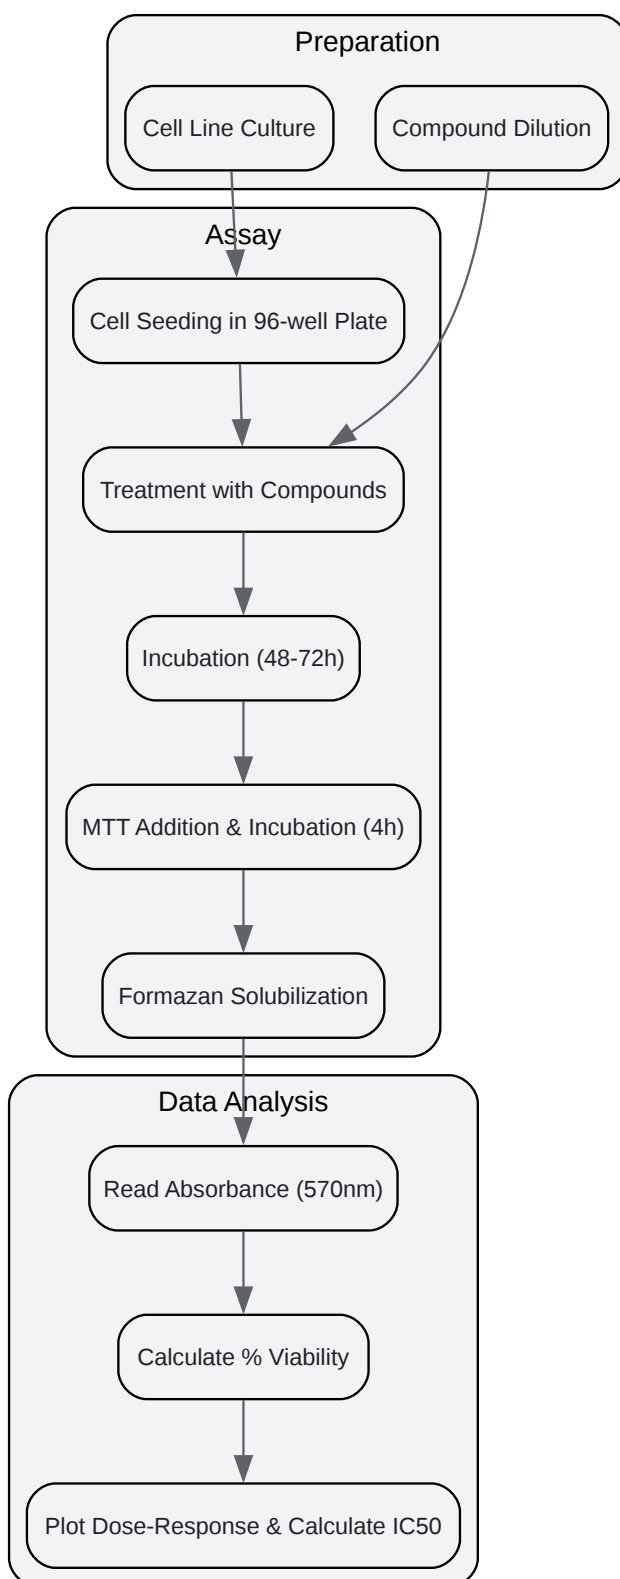 Preparation
Cell Line Culture
Compound Dilution
Assay
Cell Seeding in 96-well Plate
Treatment with Compounds
Incubation (48-72h)
MTT Addition & Incubation (4h)
Formazan Solubilization
Data Analysis
Read Absorbance (570nm)
Calculate % Viability
Plot Dose-Response & Calculate IC50